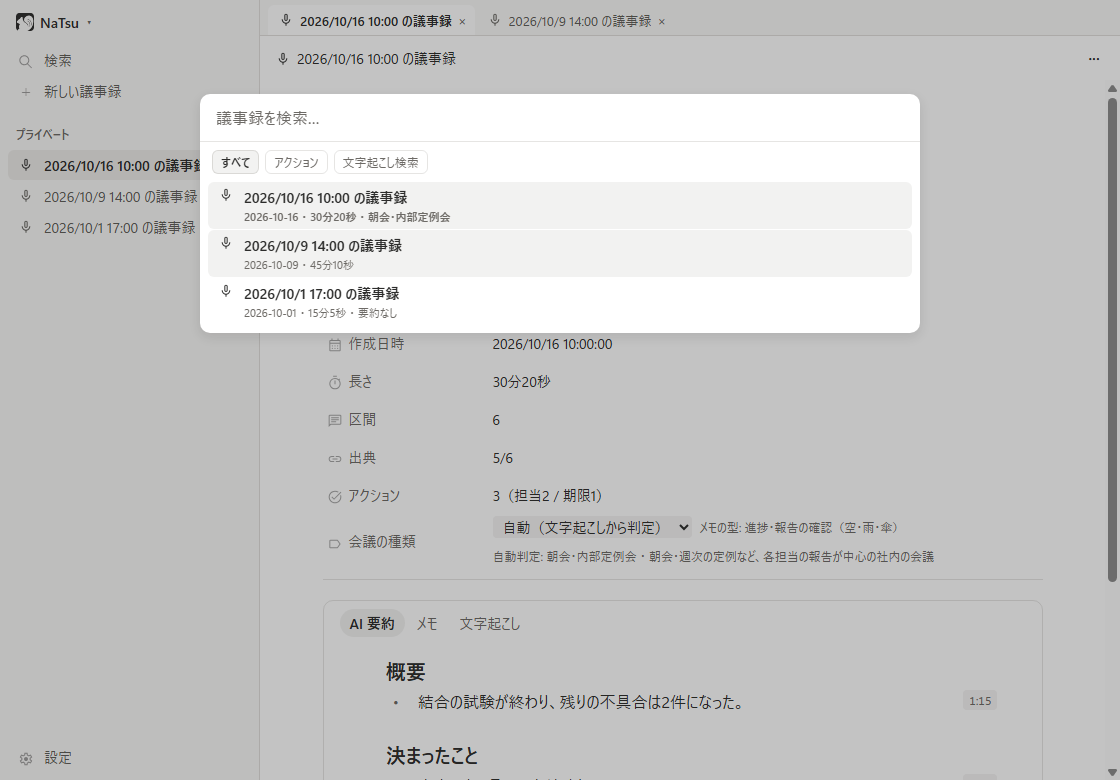 NaTsu
2026/10/16 10:00 の議事録 ×
2026/10/9 14:00 の議事録 ×
検索
2026/10/16 10:00 の議事録
...
+ 新しい議事録
プライベート
2026/10/16 10:00 の議事
2026/10/9 14:00 の議事録
2026/10/1 17:00 の議事録
議事録を検索...
すべて
アクション
文字起こし検索
2026/10/16 10:00 の議事録
2026-10-16・30分20秒・朝会・内部定例会
2026/10/9 14:00 の議事録
2026-10-09・45分10秒
2026/10/1 17:00 の議事録
2026-10-01・15分5秒・要約なし
作成日時 2026/10/16 10:00:00
長さ 30分20秒
区間 6
出典 5/6
アクション 3（担当2 / 期限1）
会議の種類 自動（文字起こしから判定） メモの型: 進捗・報告の確認（空・雨・傘）
自動判定: 朝会・内部定例会・朝会・週次の定例など、各担当の報告が中心の社内の会議
AI 要約 メモ 文字起こし
概要
・ 結合の試験が終わり、残りの不具合は2件になった。 1:15
決まったこと
設定